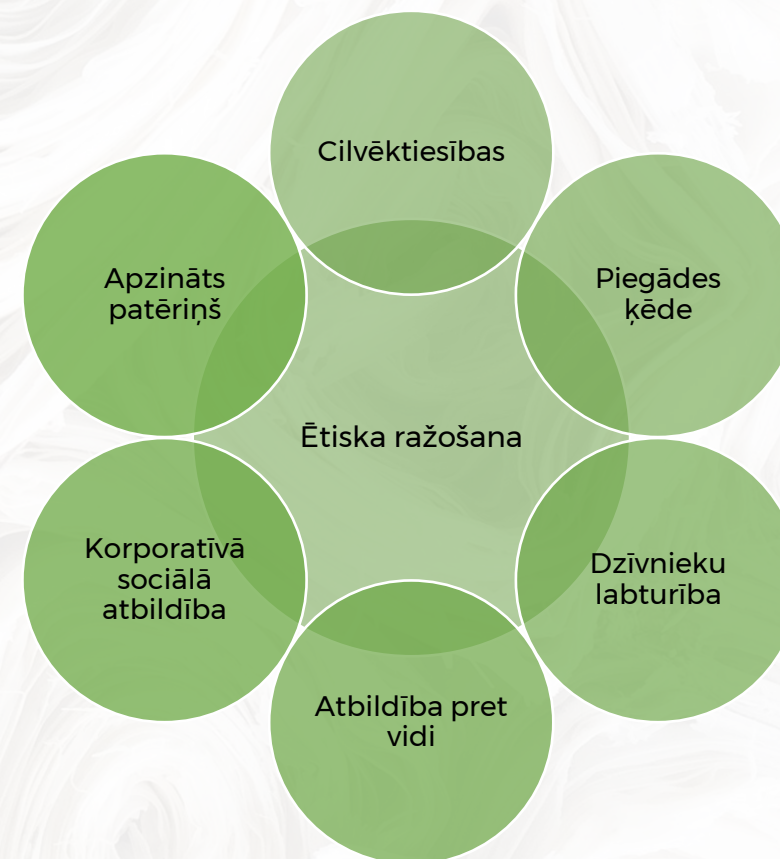 Cilvēktiesības
Apzināts
patēriņš
Piegādes
ķēde
Ētiska ražošana
Korporatīvā
sociālā
atbildība
Dzīvnieku
labturība
Atbildība pret
vidi